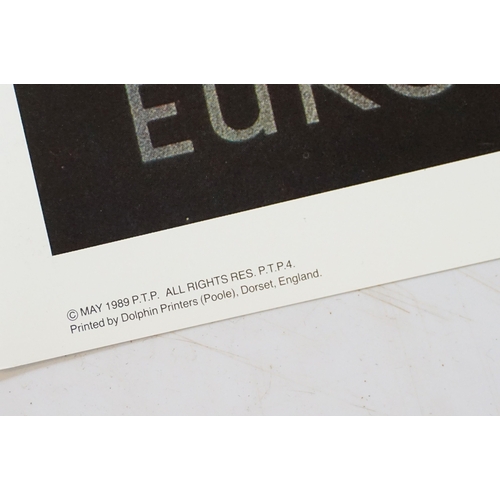 EURO
© MAY 1989 P.T.P. ALL RIGHTS RES. P.T.P.4.
Printed by Dolphin Printers (Poole), Dorset, England.